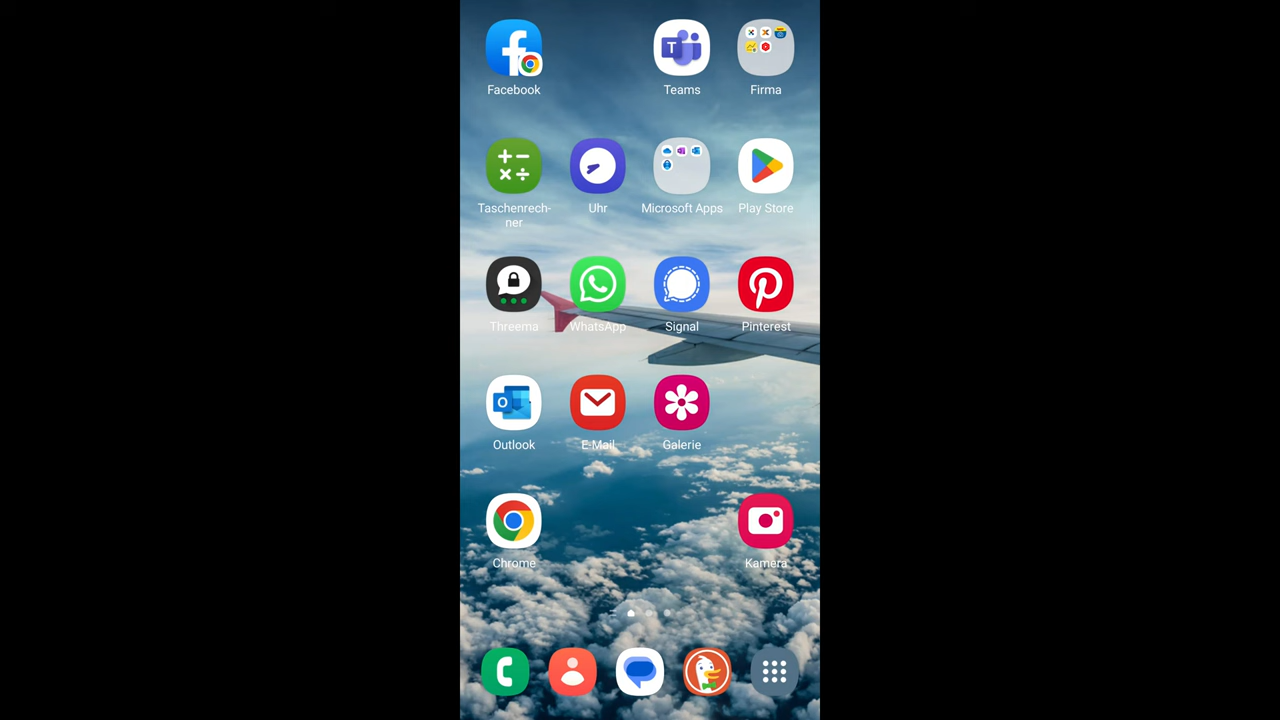 Facebook
Teams
Firma
Taschenrech-
ner
Uhr
Microsoft Apps
Play Store
Threema
WhatsApp
Signal
Pinterest
Outlook
E-Mail
Galerie
Chrome
Kamera